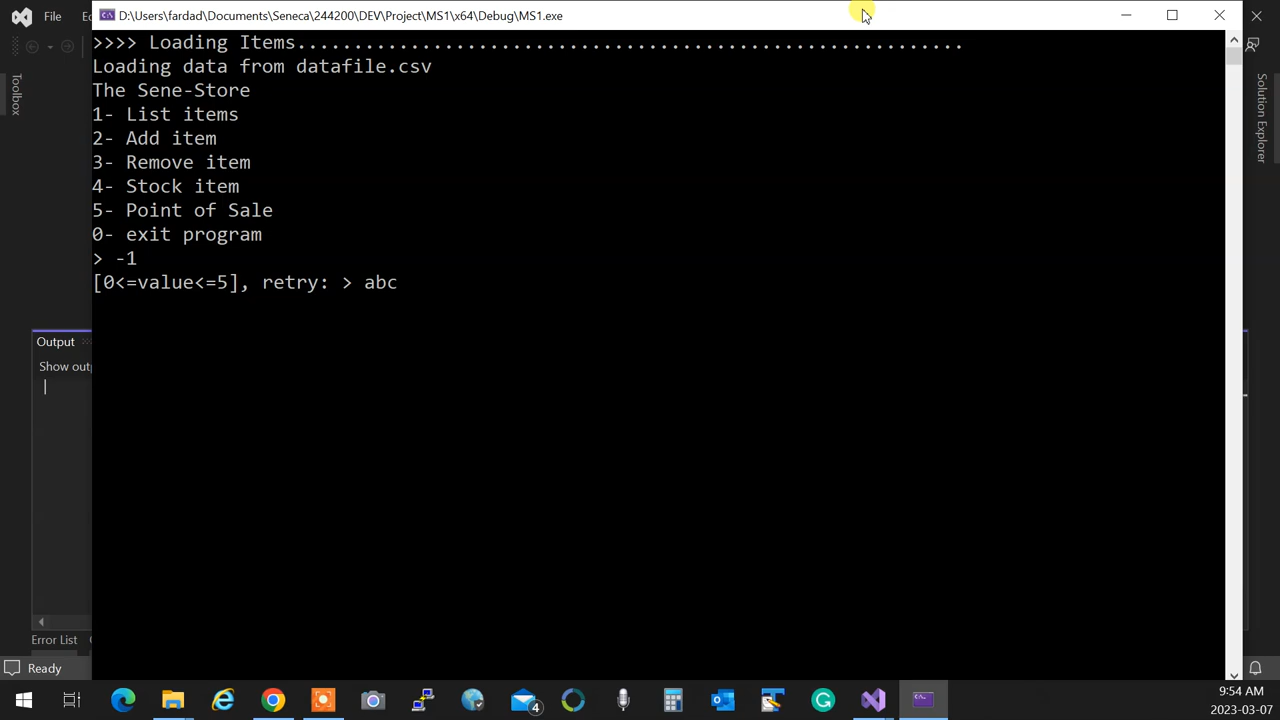 D:\Users\fardad\Documents\Seneca\244200\DEV\Project\MS1\x64\Debug\MS1.exe
File
>>>> Loading Items...........................................................
Loading data from datafile.csv
The Sene-Store
1- List items
2- Add item
3- Remove item
4- Stock item
5- Point of Sale
0- exit program
> -1
[0<=value<=5], retry: > abc
Toolbox
Solution Explorer
Output
Show out
Error List
Ready
4
9:54 AM
2023-03-07